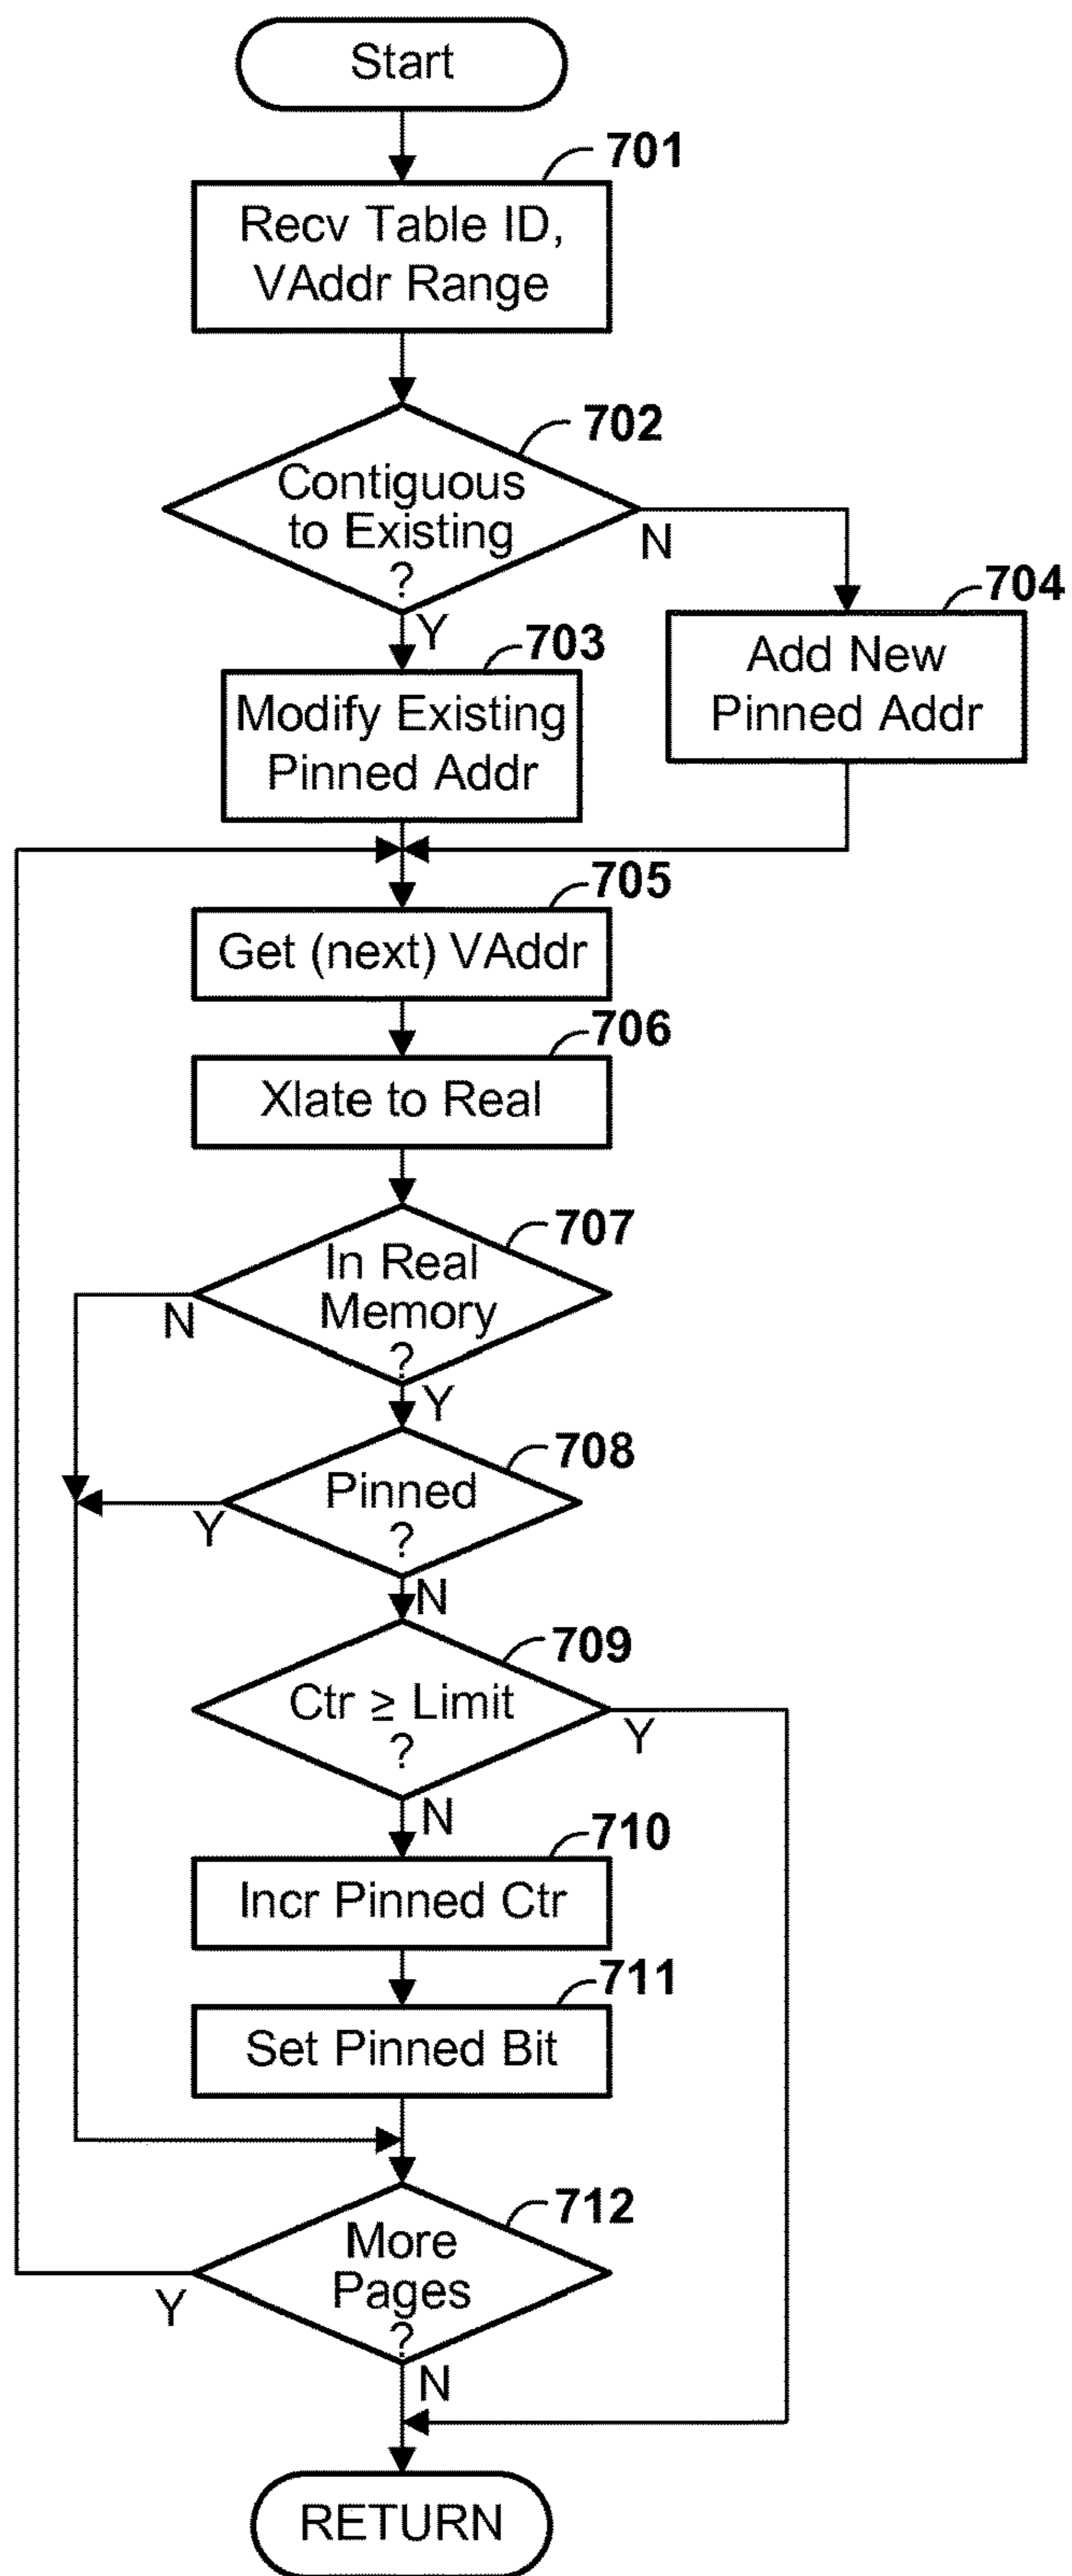 Start
701
Recv Table ID,
VAddr Range
702
Contiguous
to Existing
?
N
Y
703
704
Modify Existing
Pinned Addr
Add New
Pinned Addr
705
Get (next) VAddr
706
Xlate to Real
707
In Real
Memory
?
N
Y
708
Pinned
?
Y
N
709
Ctr ≥ Limit
?
Y
N
710
Incr Pinned Ctr
711
Set Pinned Bit
712
More
Pages
?
Y
N
RETURN